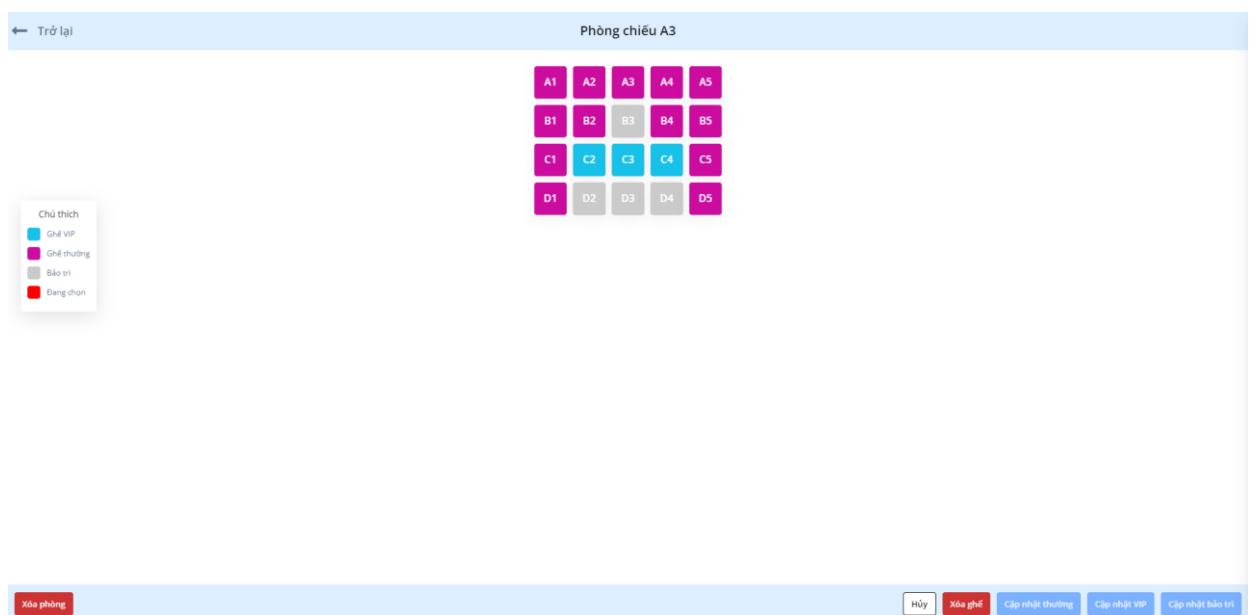 Trở lại
Phòng chiếu A3
A1 A2 A3 A4 A5
B1 B2 B3 B4 B5
C1 C2 C3 C4 C5
D1 D2 D3 D4 D5
Chú thích
Ghế VIP
Ghế thường
Bảo trì
Đang chọn
Xóa phòng
Hủy
Xóa ghế
Cập nhật thường
Cập nhật VIP
Cập nhật bảo trì